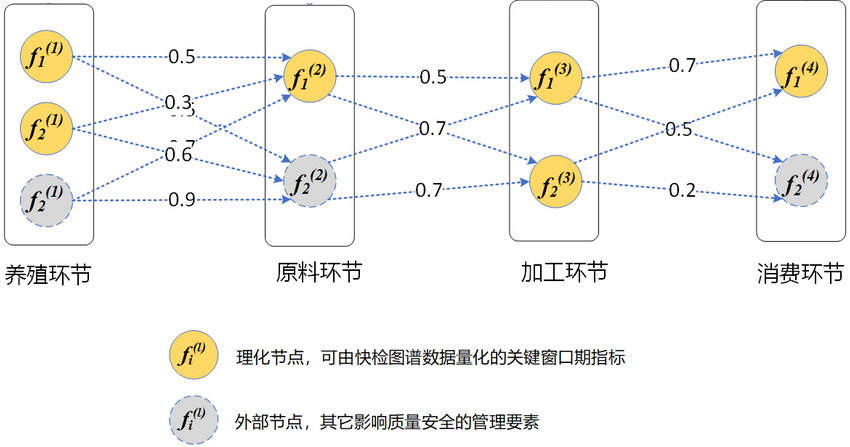 f₁⁽¹⁾
f₂⁽¹⁾
f₂⁽¹⁾
0.5
0.3
0.6
0.9
f₁⁽²⁾
f₂⁽²⁾
0.5
0.7
0.7
f₁⁽³⁾
f₂⁽³⁾
0.7
0.5
0.2
f₁⁽⁴⁾
f₂⁽⁴⁾
养殖环节 原料环节 加工环节 消费环节
fᵢ⁽ˡ⁾ 理化节点，可由快检图谱数据量化的关键窗口期指标
fᵢ⁽ˡ⁾ 外部节点，其它影响质量安全的管理要素